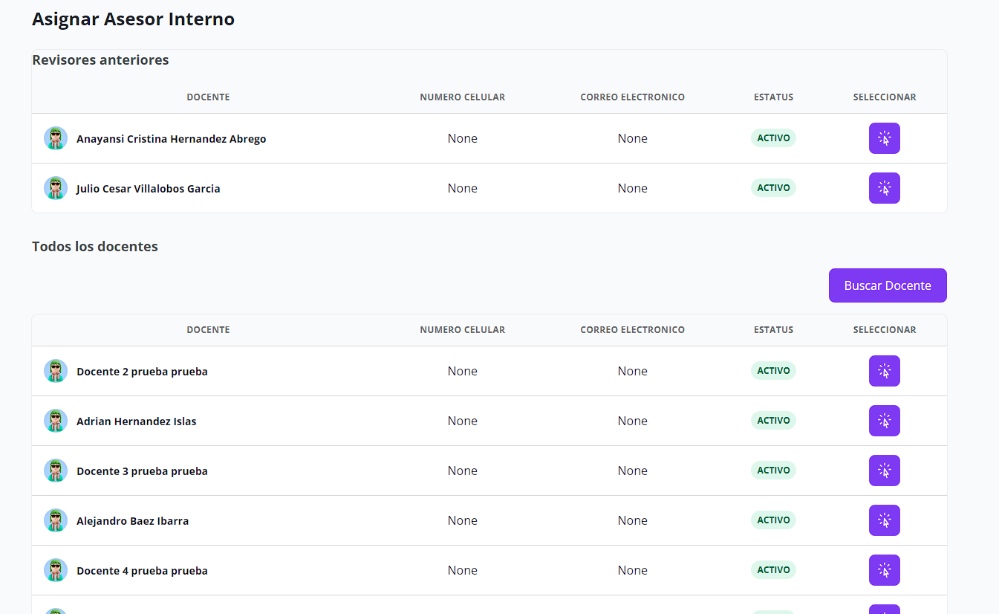 Asignar Asesor Interno
Revisores anteriores
DOCENTE NUMERO CELULAR CORREO ELECTRONICO ESTATUS SELECCIONAR
Anayansi Cristina Hernandez Abrego None None ACTIVO
Julio Cesar Villalobos Garcia None None ACTIVO
Todos los docentes
Buscar Docente
DOCENTE NUMERO CELULAR CORREO ELECTRONICO ESTATUS SELECCIONAR
Docente 2 prueba prueba None None ACTIVO
Adrian Hernandez Islas None None ACTIVO
Docente 3 prueba prueba None None ACTIVO
Alejandro Baez Ibarra None None ACTIVO
Docente 4 prueba prueba None None ACTIVO